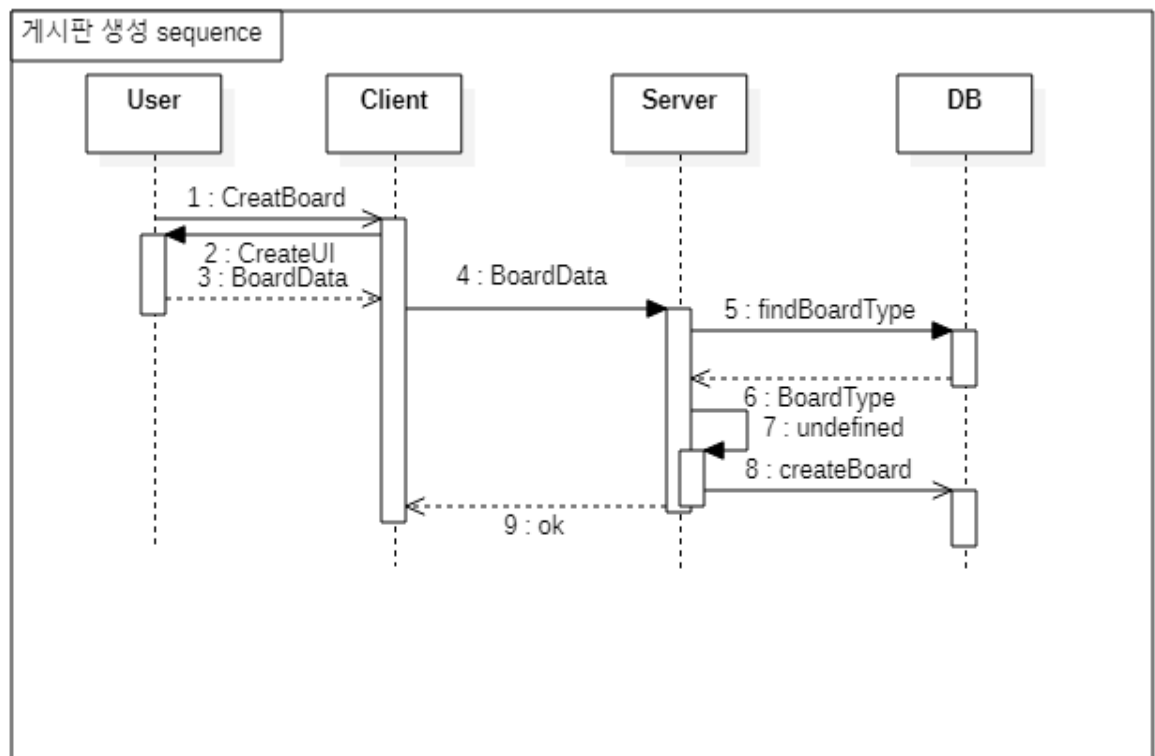 게시판 생성 sequence
User
Client
Server
DB
1 : CreatBoard
2 : CreateUI
3 : BoardData
4 : BoardData
5 : findBoardType
6 : BoardType
7 : undefined
8 : createBoard
9 : ok